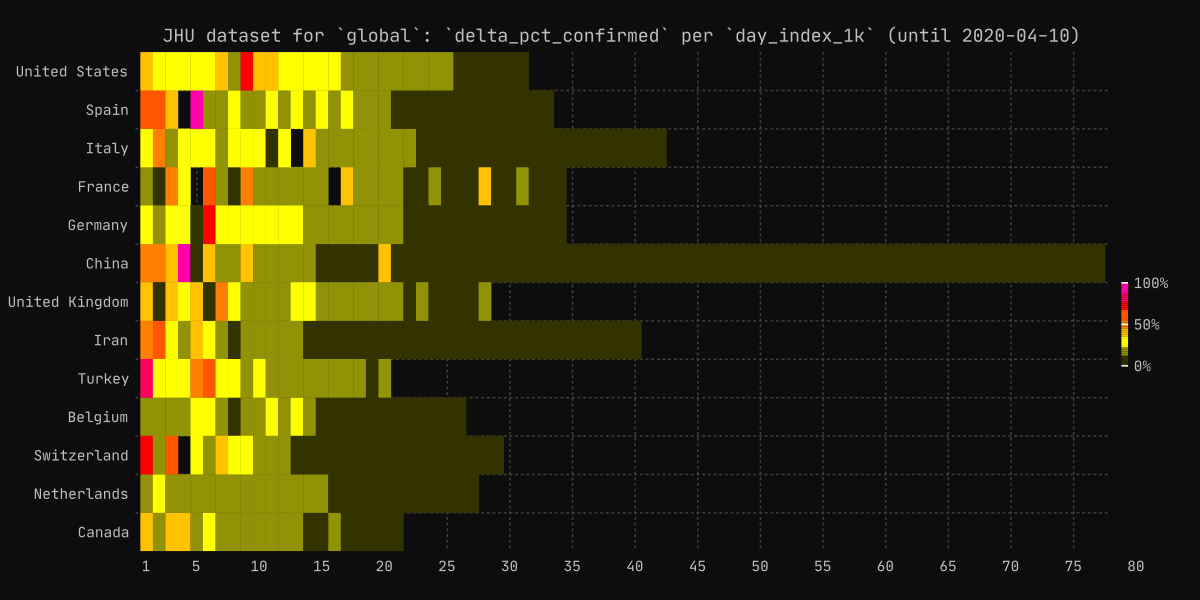 JHU dataset for `global`: `delta_pct_confirmed` per `day_index_1k` (until 2020-04-10)
United States
Spain
Italy
France
Germany
China
United Kingdom
Iran
Turkey
Belgium
Switzerland
Netherlands
Canada
100%
50%
0%
1 5 10 15 20 25 30 35 40 45 50 55 60 65 70 75 80